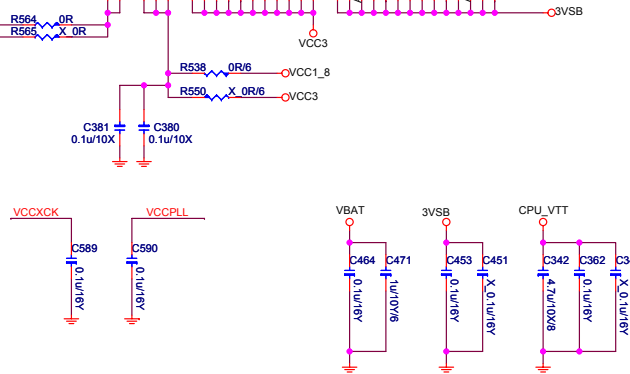 3VSB
R564 0R
R565 X_0R
VCC3
R538 0R/6 VCC1_8
R550 X_0R/6 VCC3
C381 C380
0.1u/10X 0.1u/10X
VCCXCK VCCPLL VBAT 3VSB CPU_VTT
C589 C590 C464 C471 C453 C451 C342 C362
0.1u/16Y 0.1u/16Y 0.1u/16Y 1u/10Y/6 0.1u/16Y X_0.1u/16Y 4.7u/10X/8 0.1u/16Y X_0.1u/16Y